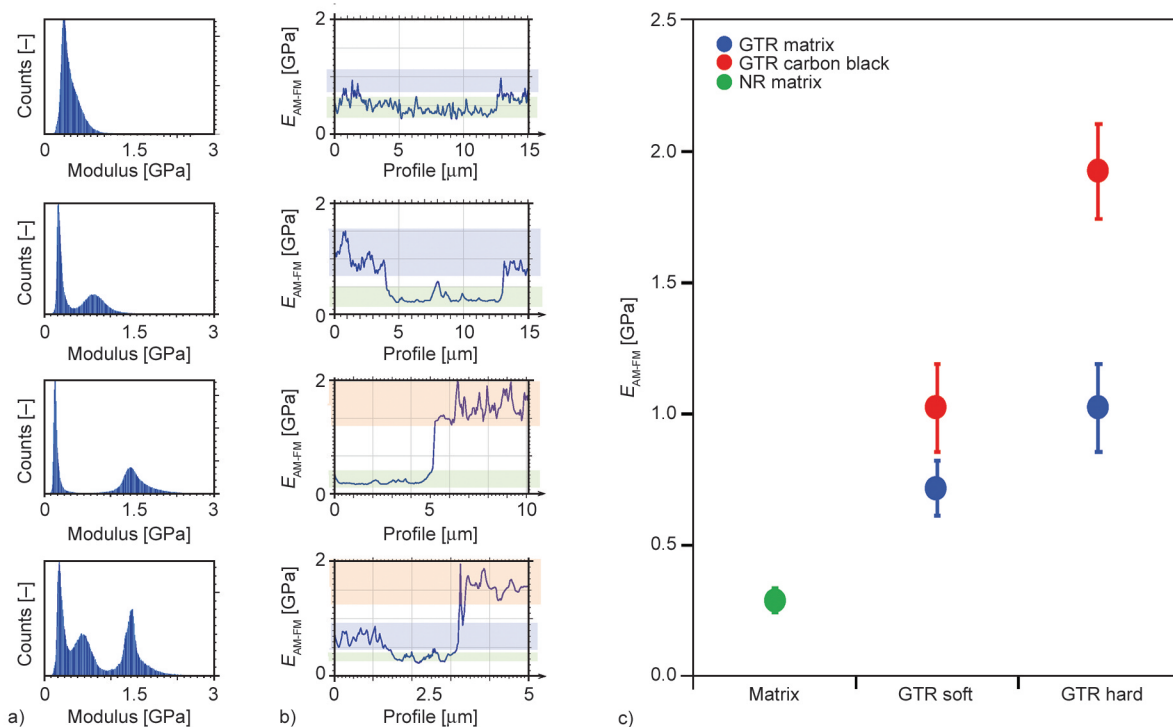 Counts [–]
0
1.5
3
Modulus [GPa]
Counts [–]
0
1.5
3
Modulus [GPa]
Counts [–]
0
1.5
3
Modulus [GPa]
Counts [–]
0
1.5
3
Modulus [GPa]
a)
E_AM-FM [GPa]
2
0
0
5
10
15
Profile [µm]
E_AM-FM [GPa]
2
0
0
5
10
15
Profile [µm]
E_AM-FM [GPa]
2
0
0
5
10
Profile [µm]
E_AM-FM [GPa]
2
0
0
2.5
5
Profile [µm]
b)
E_AM-FM [GPa]
2.5
2.0
1.5
1.0
0.5
0.0
GTR matrix
GTR carbon black
NR matrix
Matrix
GTR soft
GTR hard
c)